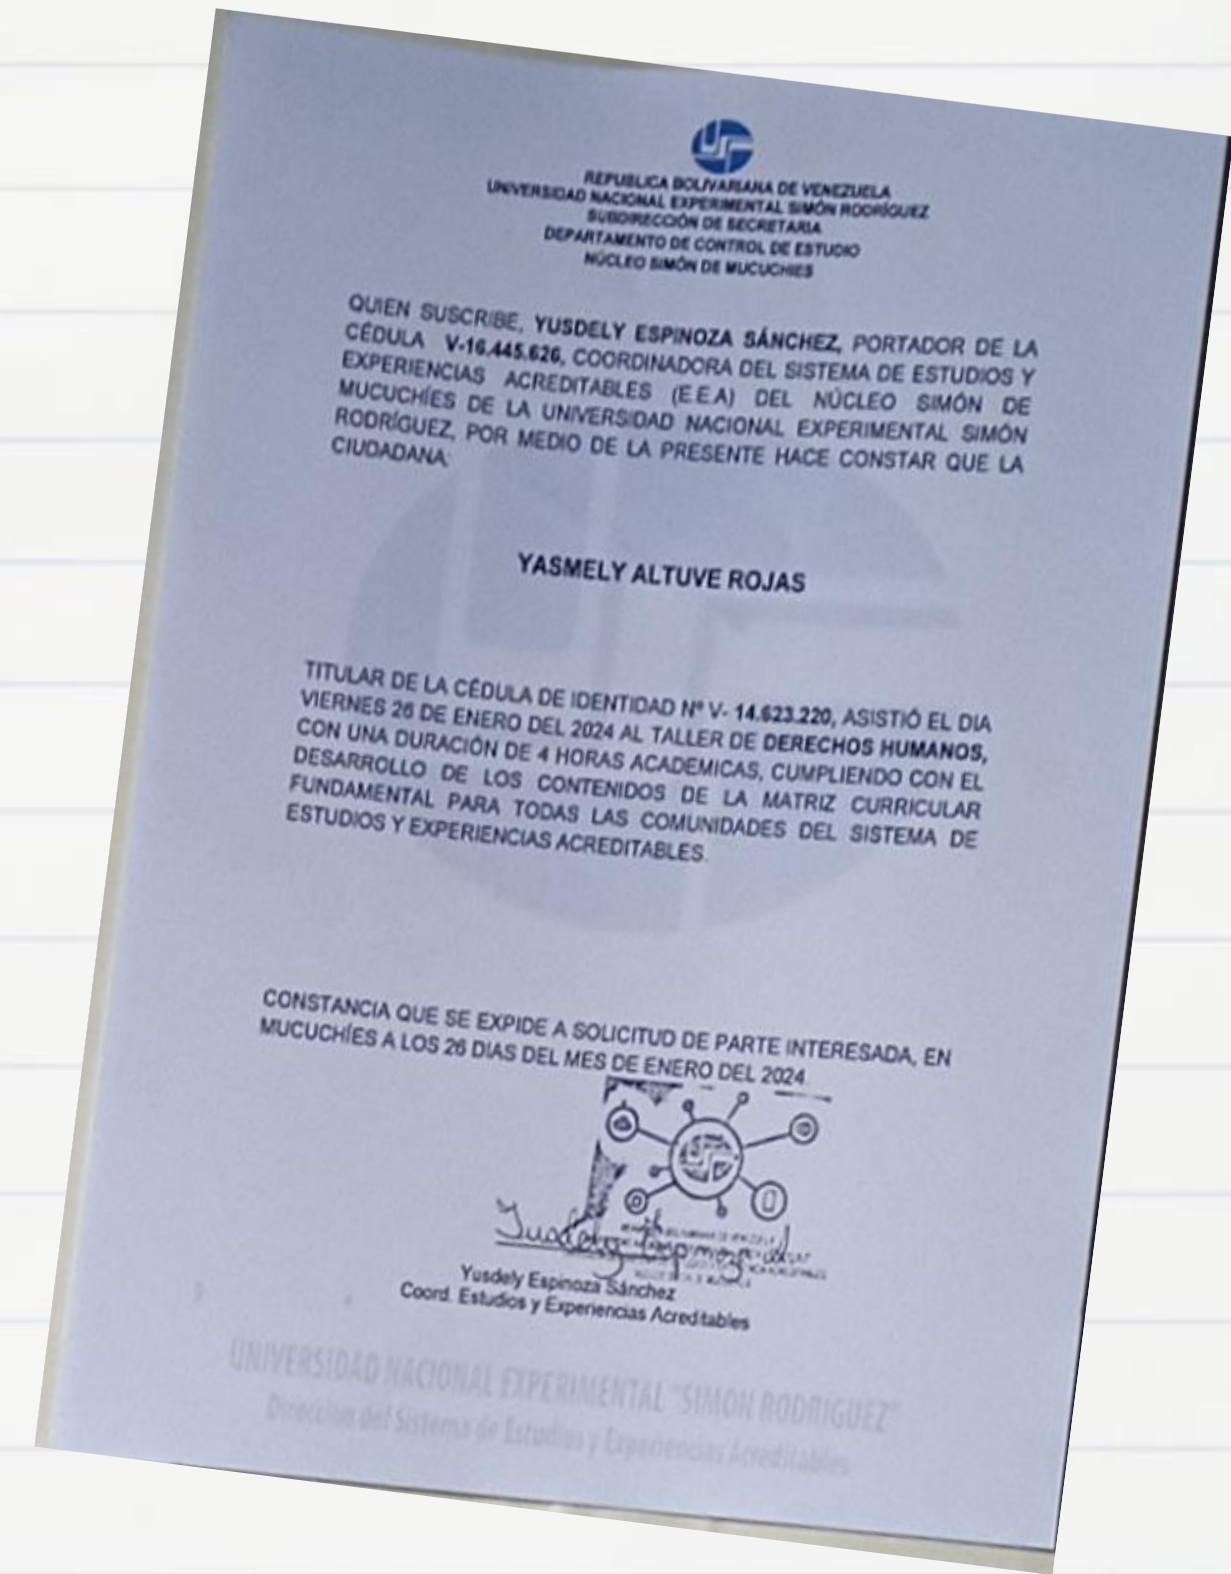 REPUBLICA BOLIVARIANA DE VENEZUELA
UNIVERSIDAD NACIONAL EXPERIMENTAL SIMÓN RODRÍGUEZ
SUBDIRECCIÓN DE SECRETARIA
DEPARTAMENTO DE CONTROL DE ESTUDIO
NÚCLEO SIMÓN DE MUCUCHIES
QUIEN SUSCRIBE, YUSDELY ESPINOZA SÁNCHEZ, PORTADOR DE LA
CÉDULA V-16.445.626, COORDINADORA DEL SISTEMA DE ESTUDIOS Y
EXPERIENCIAS ACREDITABLES (E.E.A) DEL NÚCLEO SIMÓN DE
MUCUCHÍES DE LA UNIVERSIDAD NACIONAL EXPERIMENTAL SIMÓN
RODRÍGUEZ, POR MEDIO DE LA PRESENTE HACE CONSTAR QUE LA
CIUDADANA:
YASMELY ALTUVE ROJAS
TITULAR DE LA CÉDULA DE IDENTIDAD Nº V- 14.623.220, ASISTIÓ EL DIA
VIERNES 26 DE ENERO DEL 2024 AL TALLER DE DERECHOS HUMANOS,
CON UNA DURACIÓN DE 4 HORAS ACADEMICAS, CUMPLIENDO CON EL
DESARROLLO DE LOS CONTENIDOS DE LA MATRIZ CURRICULAR
FUNDAMENTAL PARA TODAS LAS COMUNIDADES DEL SISTEMA DE
ESTUDIOS Y EXPERIENCIAS ACREDITABLES.
CONSTANCIA QUE SE EXPIDE A SOLICITUD DE PARTE INTERESADA, EN
MUCUCHÍES A LOS 26 DIAS DEL MES DE ENERO DEL 2024.
Yusdely Espinoza
Yusdely Espinoza Sánchez
Coord. Estudios y Experiencias Acreditables
UNIVERSIDAD NACIONAL EXPERIMENTAL "SIMON RODRIGUEZ"
Direccion del Sistema de Estudios y Experiencias Acreditables